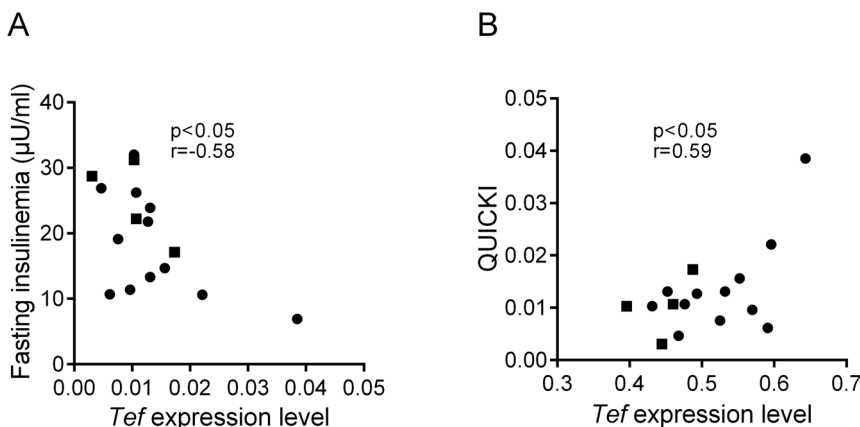 A
B
Fasting insulinemia (µU/ml)
40
30
20
10
0
p<0.05
r=-0.58
0.00 0.01 0.02 0.03 0.04 0.05
Tef expression level
QUICKI
0.05
0.04
0.03
0.02
0.01
0.00
p<0.05
r=0.59
0.3 0.4 0.5 0.6 0.7
Tef expression level